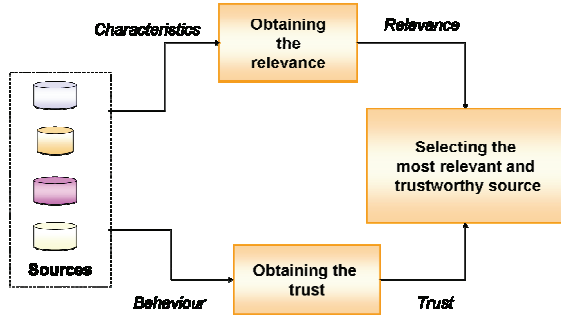 Characteristics
Obtaining
the
relevance
Relevance
Selecting the
most relevant and
trustworthy source
Sources
Obtaining the
trust
Behaviour
Trust